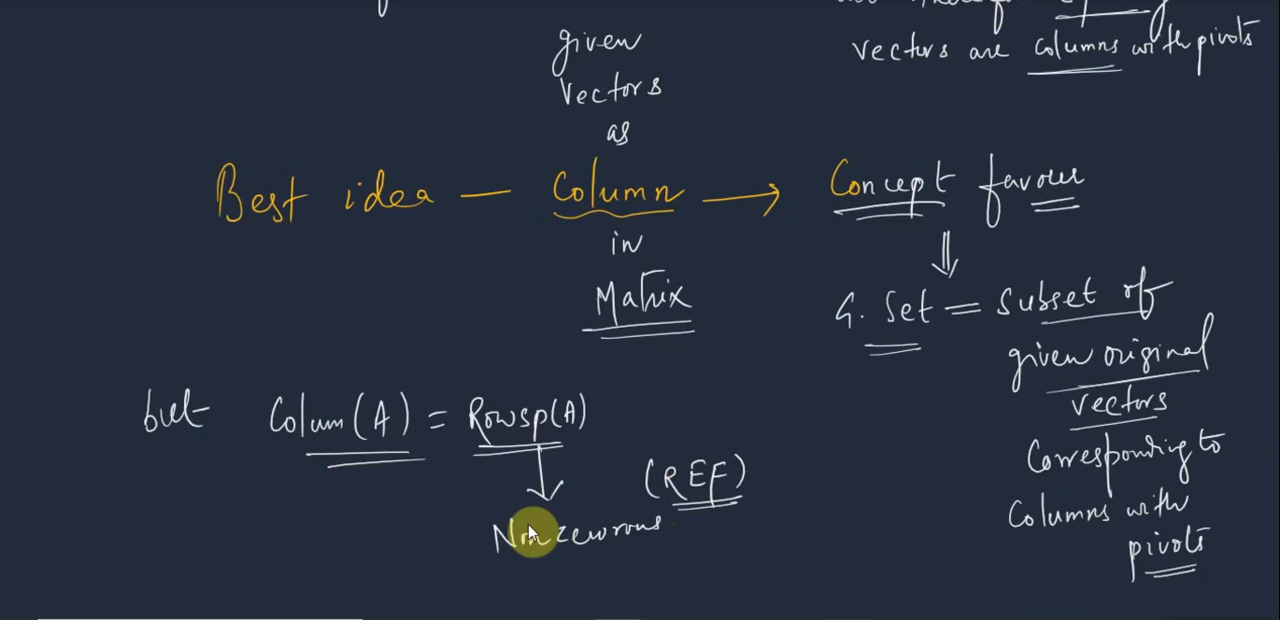 given
vectors
as
vectors are columns with pivots
Best idea — Column → Concept favour
in
Matrix
⇓
G. Set = Subset of
given original
vectors
Corresponding to
Columns with
pivots
but Colum(A) = Rowsp(A)
(REF)
Non zero rows